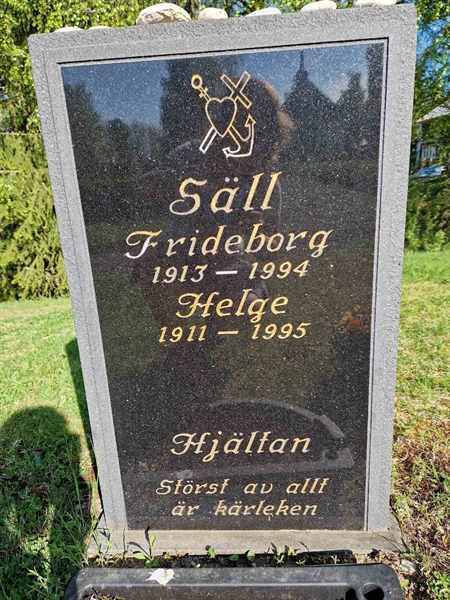 Säll
Frideborg
1913 – 1994
Helge
1911 – 1995
Hjältan
Störst av allt
är kärleken